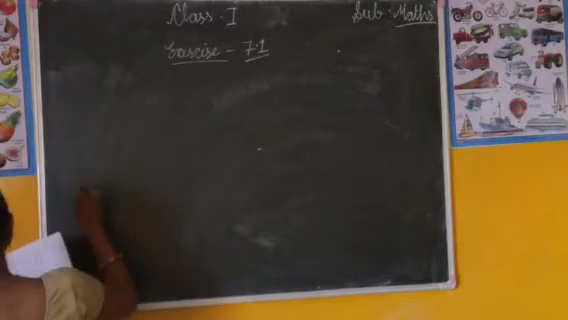 Class - I Sub - Maths
Exercise - 7.1